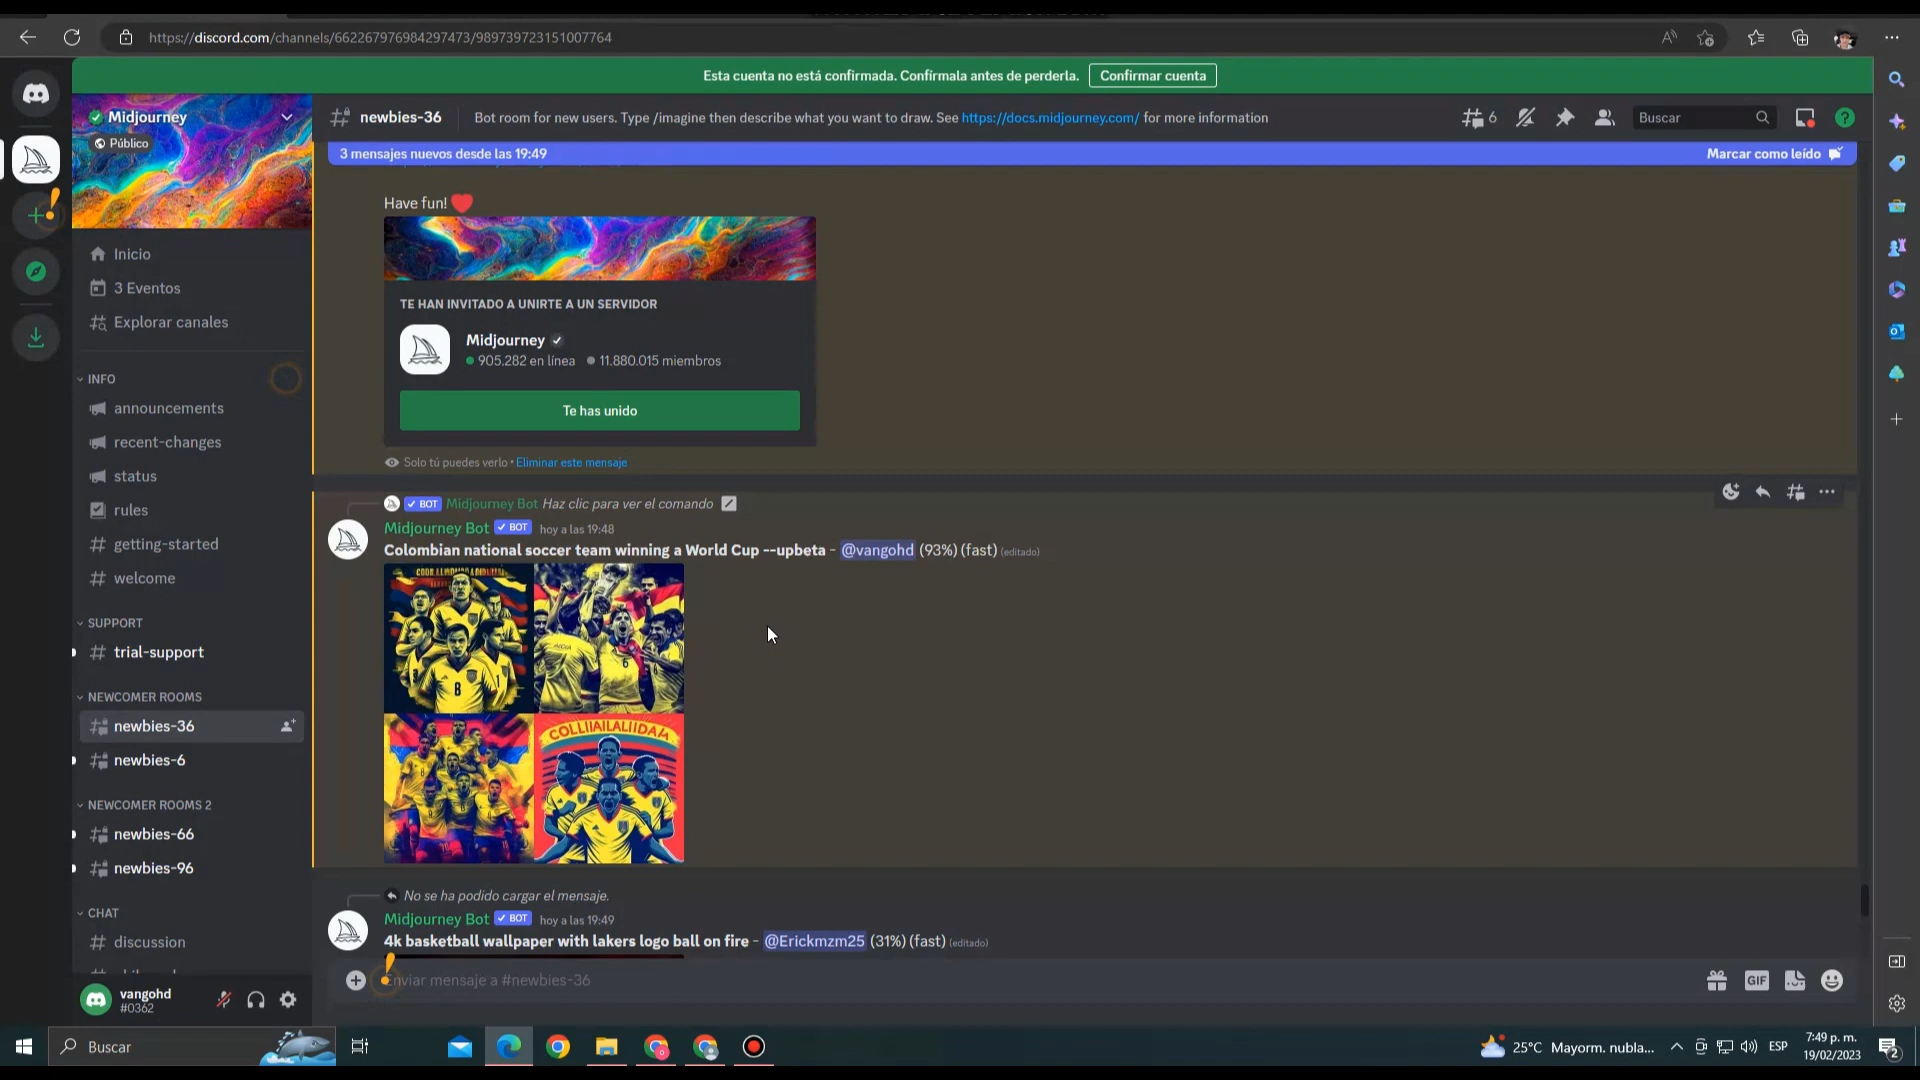 https://discord.com/channels/662267976984297473/989739723151007764
Esta cuenta no está confirmada. Confírmala antes de perderla. Confirmar cuenta
Midjourney
Público
newbies-36
Bot room for new users. Type /imagine then describe what you want to draw. See https://docs.midjourney.com/ for more information
6
Buscar
3 mensajes nuevos desde las 19:49
Marcar como leído
Have fun!
TE HAN INVITADO A UNIRTE A UN SERVIDOR
Midjourney
905.282 en línea
11.880.015 miembros
Te has unido
Solo tú puedes verlo • Eliminar este mensaje
BOT Midjourney Bot Haz clic para ver el comando
Midjourney Bot BOT hoy a las 19:48
Colombian national soccer team winning a World Cup --upbeta - @vangohd (93%) (fast) (editado)
8
6
COLLIIAILALIIDAA
No se ha podido cargar el mensaje.
Midjourney Bot BOT hoy a las 19:49
4k basketball wallpaper with lakers logo ball on fire - @Erickmzm25 (31%) (fast) (editado)
Enviar mensaje a #newbies-36
GIF
Inicio
3 Eventos
Explorar canales
INFO
announcements
recent-changes
status
rules
getting-started
welcome
SUPPORT
trial-support
NEWCOMER ROOMS
newbies-36
newbies-6
NEWCOMER ROOMS 2
newbies-66
newbies-96
CHAT
discussion
vangohd
#0362
Buscar
25°C Mayorm. nubla...
ESP
7:49 p. m.
19/02/2023
2